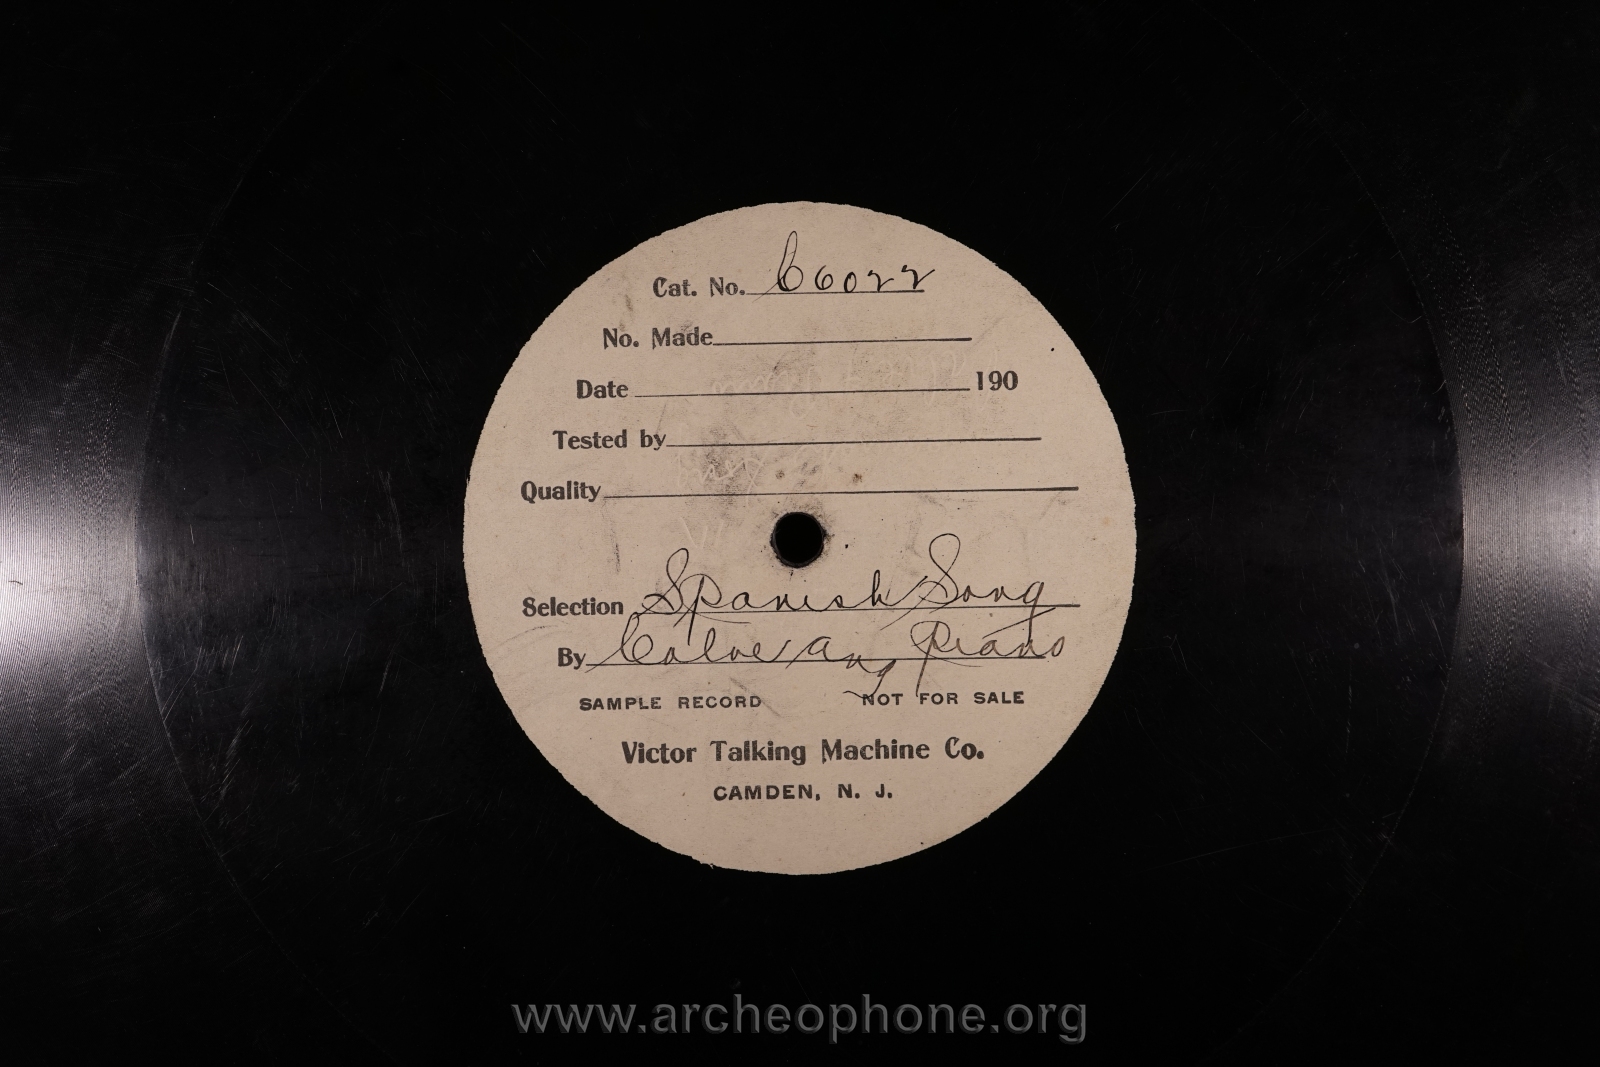 Cat. No. C6022
No. Made
Date 190
Tested by
Quality
Selection Spanish Song
By Calve and Piano
SAMPLE RECORD NOT FOR SALE
Victor Talking Machine Co.
CAMDEN, N. J.
www.archeophone.org